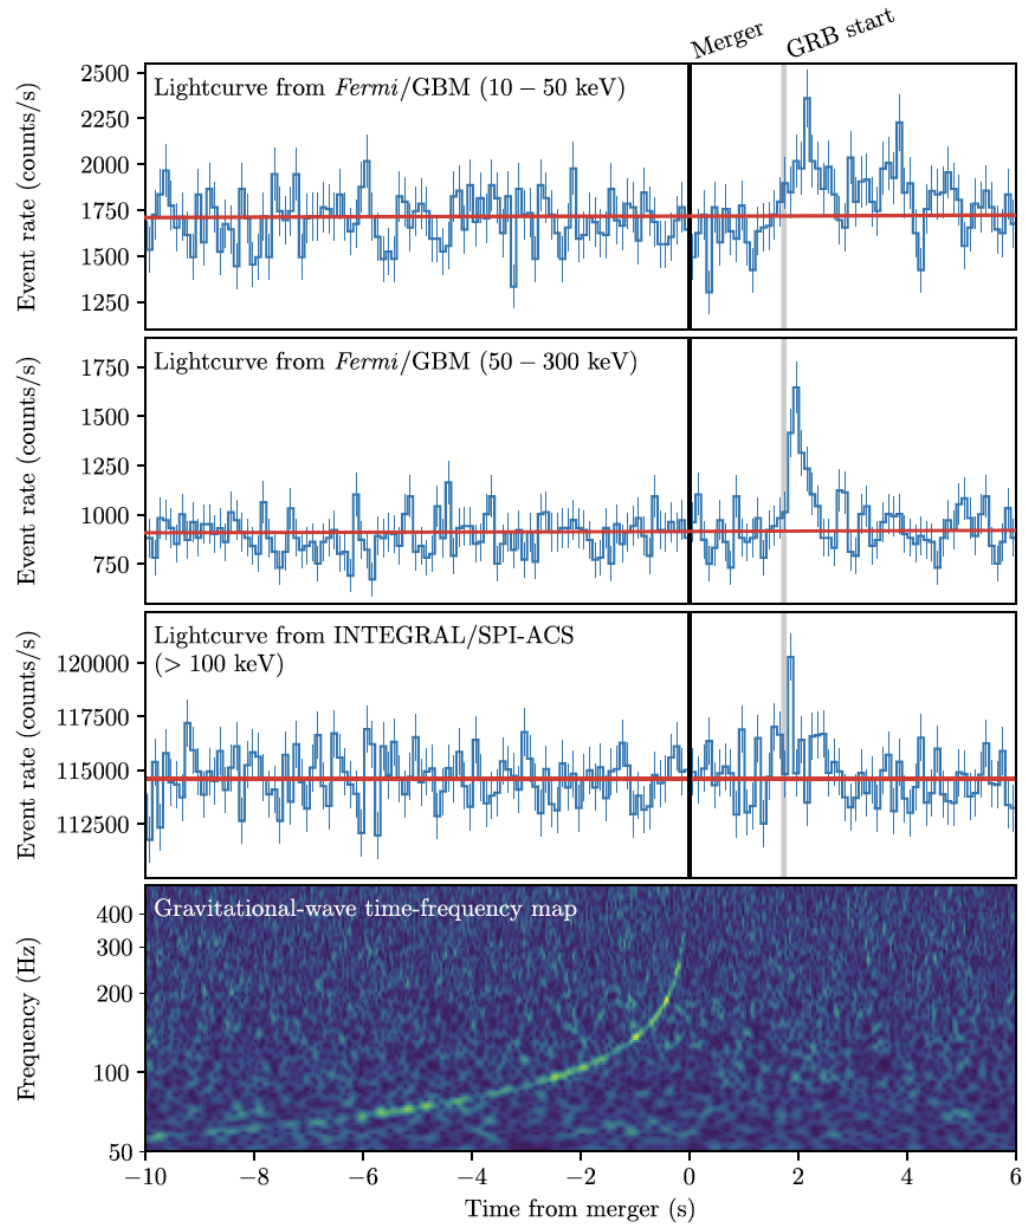 Merger
GRB start
Lightcurve from Fermi/GBM (10 − 50 keV)
Event rate (counts/s)
2500
2250
2000
1750
1500
1250
Lightcurve from Fermi/GBM (50 − 300 keV)
Event rate (counts/s)
1750
1500
1250
1000
750
Lightcurve from INTEGRAL/SPI-ACS
(> 100 keV)
Event rate (counts/s)
120000
117500
115000
112500
Gravitational-wave time-frequency map
Frequency (Hz)
400
300
200
100
50
−10 −8 −6 −4 −2 0 2 4 6
Time from merger (s)